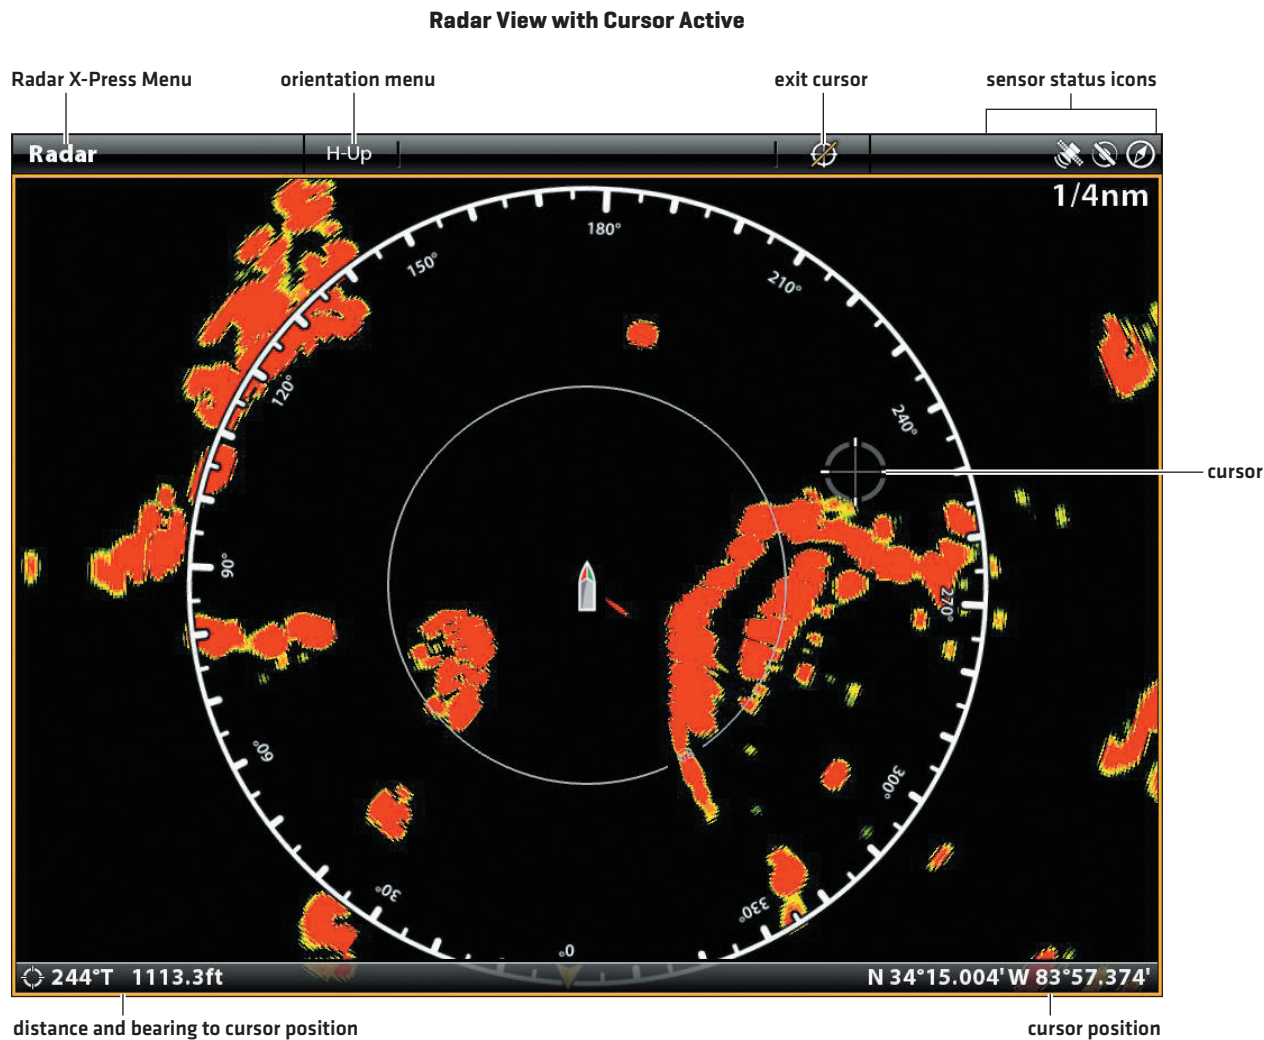 Radar View with Cursor Active
Radar X-Press Menu
orientation menu
exit cursor
sensor status icons
Radar
H-Up
1/4nm
180°
150°
210°
120°
240°
cursor
90°
270°
60°
300°
30°
330°
0°
244°T 1113.3ft
N 34°15.004' W 83°57.374'
distance and bearing to cursor position
cursor position